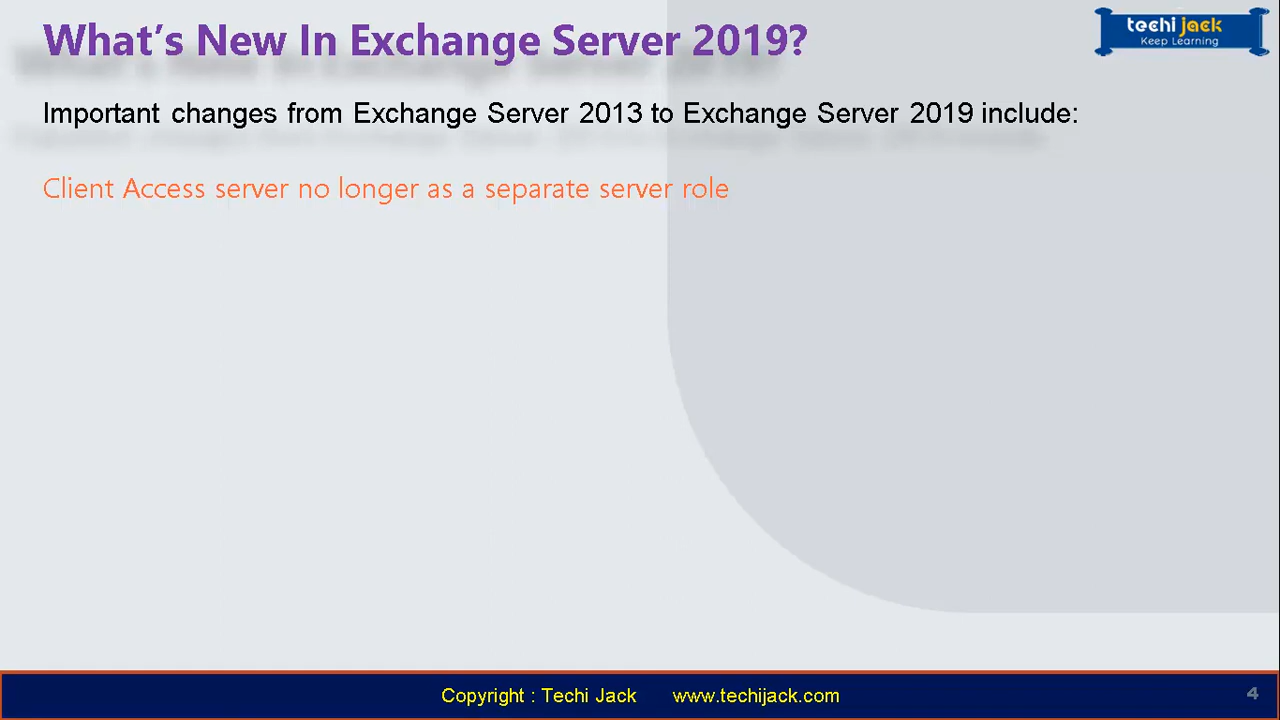 What's New In Exchange Server 2019?
techi jack
Keep Learning
Important changes from Exchange Server 2013 to Exchange Server 2019 include:
Client Access server no longer as a separate server role
Copyright : Techi Jack www.techijack.com
4